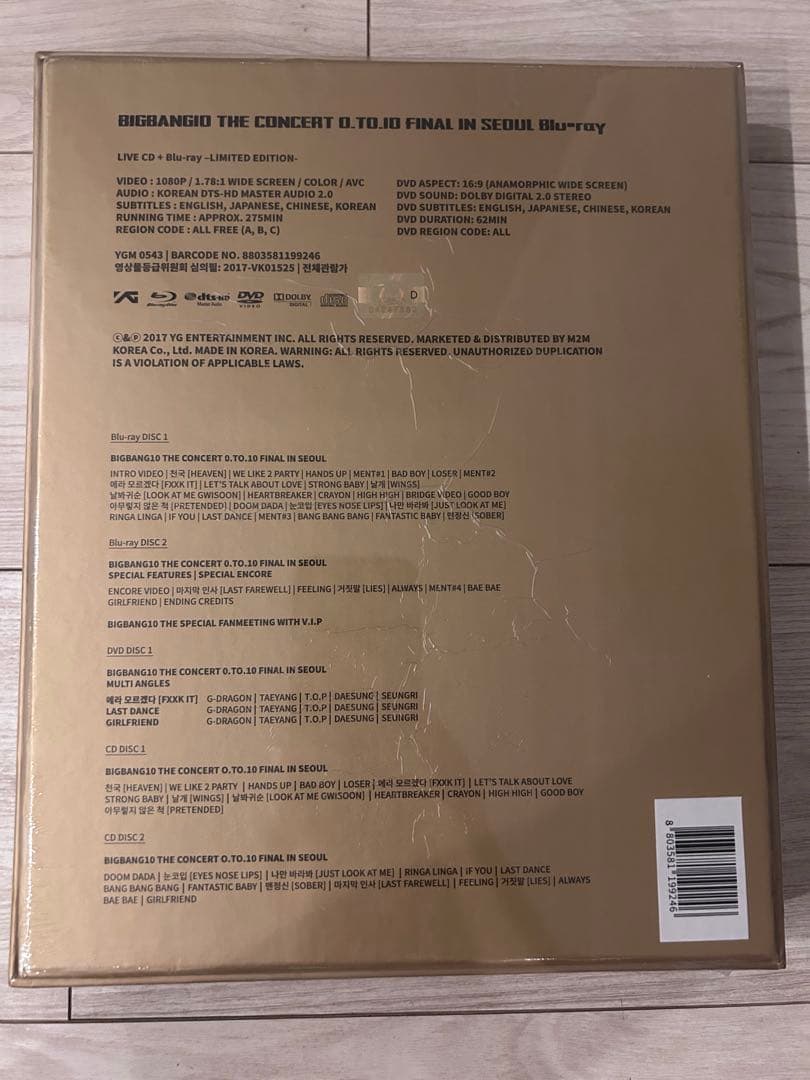 BIGBANG10 THE CONCERT 0.TO.10 FINAL IN SEOUL Blu-ray
LIVE CD + Blu-ray –LIMITED EDITION-
VIDEO : 1080P / 1.78:1 WIDE SCREEN / COLOR / AVC
AUDIO : KOREAN DTS-HD MASTER AUDIO 2.0
SUBTITLES : ENGLISH, JAPANESE, CHINESE, KOREAN
RUNNING TIME : APPROX. 275MIN
REGION CODE : ALL FREE (A, B, C)
DVD ASPECT: 16:9 (ANAMORPHIC WIDE SCREEN)
DVD SOUND: DOLBY DIGITAL 2.0 STEREO
DVD SUBTITLES: ENGLISH, JAPANESE, CHINESE, KOREAN
DVD DURATION: 62MIN
DVD REGION CODE: ALL
YGM 0543 | BARCODE NO. 8803581199246
영상물등급위원회 심의필: 2017-VK01525 | 전체관람가
YG Blu-ray Disc dts-HD Master Audio DVD VIDEO DOLBY DIGITAL D
ⓒ&ⓟ 2017 YG ENTERTAINMENT INC. ALL RIGHTS RESERVED. MARKETED & DISTRIBUTED BY M2M
KOREA Co., Ltd. MADE IN KOREA. WARNING: ALL RIGHTS RESERVED. UNAUTHORIZED DUPLICATION
IS A VIOLATION OF APPLICABLE LAWS.
Blu-ray DISC 1
BIGBANG10 THE CONCERT 0.TO.10 FINAL IN SEOUL
INTRO VIDEO | 천국 [HEAVEN] | WE LIKE 2 PARTY | HANDS UP | MENT#1 | BAD BOY | LOSER | MENT#2
에라 모르겠다 [FXXK IT] | LET'S TALK ABOUT LOVE | STRONG BABY | 날개 [WINGS]
날봐귀순 [LOOK AT ME GWISOON] | HEARTBREAKER | CRAYON | HIGH HIGH | BRIDGE VIDEO | GOOD BOY
아무렇지 않은 척 [PRETENDED] | DOOM DADA | 눈코입 [EYES NOSE LIPS] | 나만 바라봐 [JUST LOOK AT ME]
RINGA LINGA | IF YOU | LAST DANCE | MENT#3 | BANG BANG BANG | FANTASTIC BABY | 맨정신 [SOBER]
Blu-ray DISC 2
BIGBANG10 THE CONCERT 0.TO.10 FINAL IN SEOUL
SPECIAL FEATURES | SPECIAL ENCORE
ENCORE VIDEO | 마지막 인사 [LAST FAREWELL] | FEELING | 거짓말 [LIES] | ALWAYS | MENT#4 | BAE BAE
GIRLFRIEND | ENDING CREDITS
BIGBANG10 THE SPECIAL FANMEETING WITH V.I.P
DVD DISC 1
BIGBANG10 THE CONCERT 0.TO.10 FINAL IN SEOUL
MULTI ANGLES
에라 모르겠다 [FXXK IT] G-DRAGON | TAEYANG | T.O.P | DAESUNG | SEUNGRI
LAST DANCE G-DRAGON | TAEYANG | T.O.P | DAESUNG | SEUNGRI
GIRLFRIEND G-DRAGON | TAEYANG | T.O.P | DAESUNG | SEUNGRI
CD DISC 1
BIGBANG10 THE CONCERT 0.TO.10 FINAL IN SEOUL
천국 [HEAVEN] | WE LIKE 2 PARTY | HANDS UP | BAD BOY | LOSER | 에라 모르겠다 [FXXK IT] | LET'S TALK ABOUT LOVE
STRONG BABY | 날개 [WINGS] | 날봐귀순 [LOOK AT ME GWISOON] | HEARTBREAKER | CRAYON | HIGH HIGH | GOOD BOY
아무렇지 않은 척 [PRETENDED]
CD DISC 2
BIGBANG10 THE CONCERT 0.TO.10 FINAL IN SEOUL
DOOM DADA | 눈코입 [EYES NOSE LIPS] | 나만 바라봐 [JUST LOOK AT ME] | RINGA LINGA | IF YOU | LAST DANCE
BANG BANG BANG | FANTASTIC BABY | 맨정신 [SOBER] | 마지막 인사 [LAST FAREWELL] | FEELING | 거짓말 [LIES] | ALWAYS
BAE BAE | GIRLFRIEND
8 803581 199246